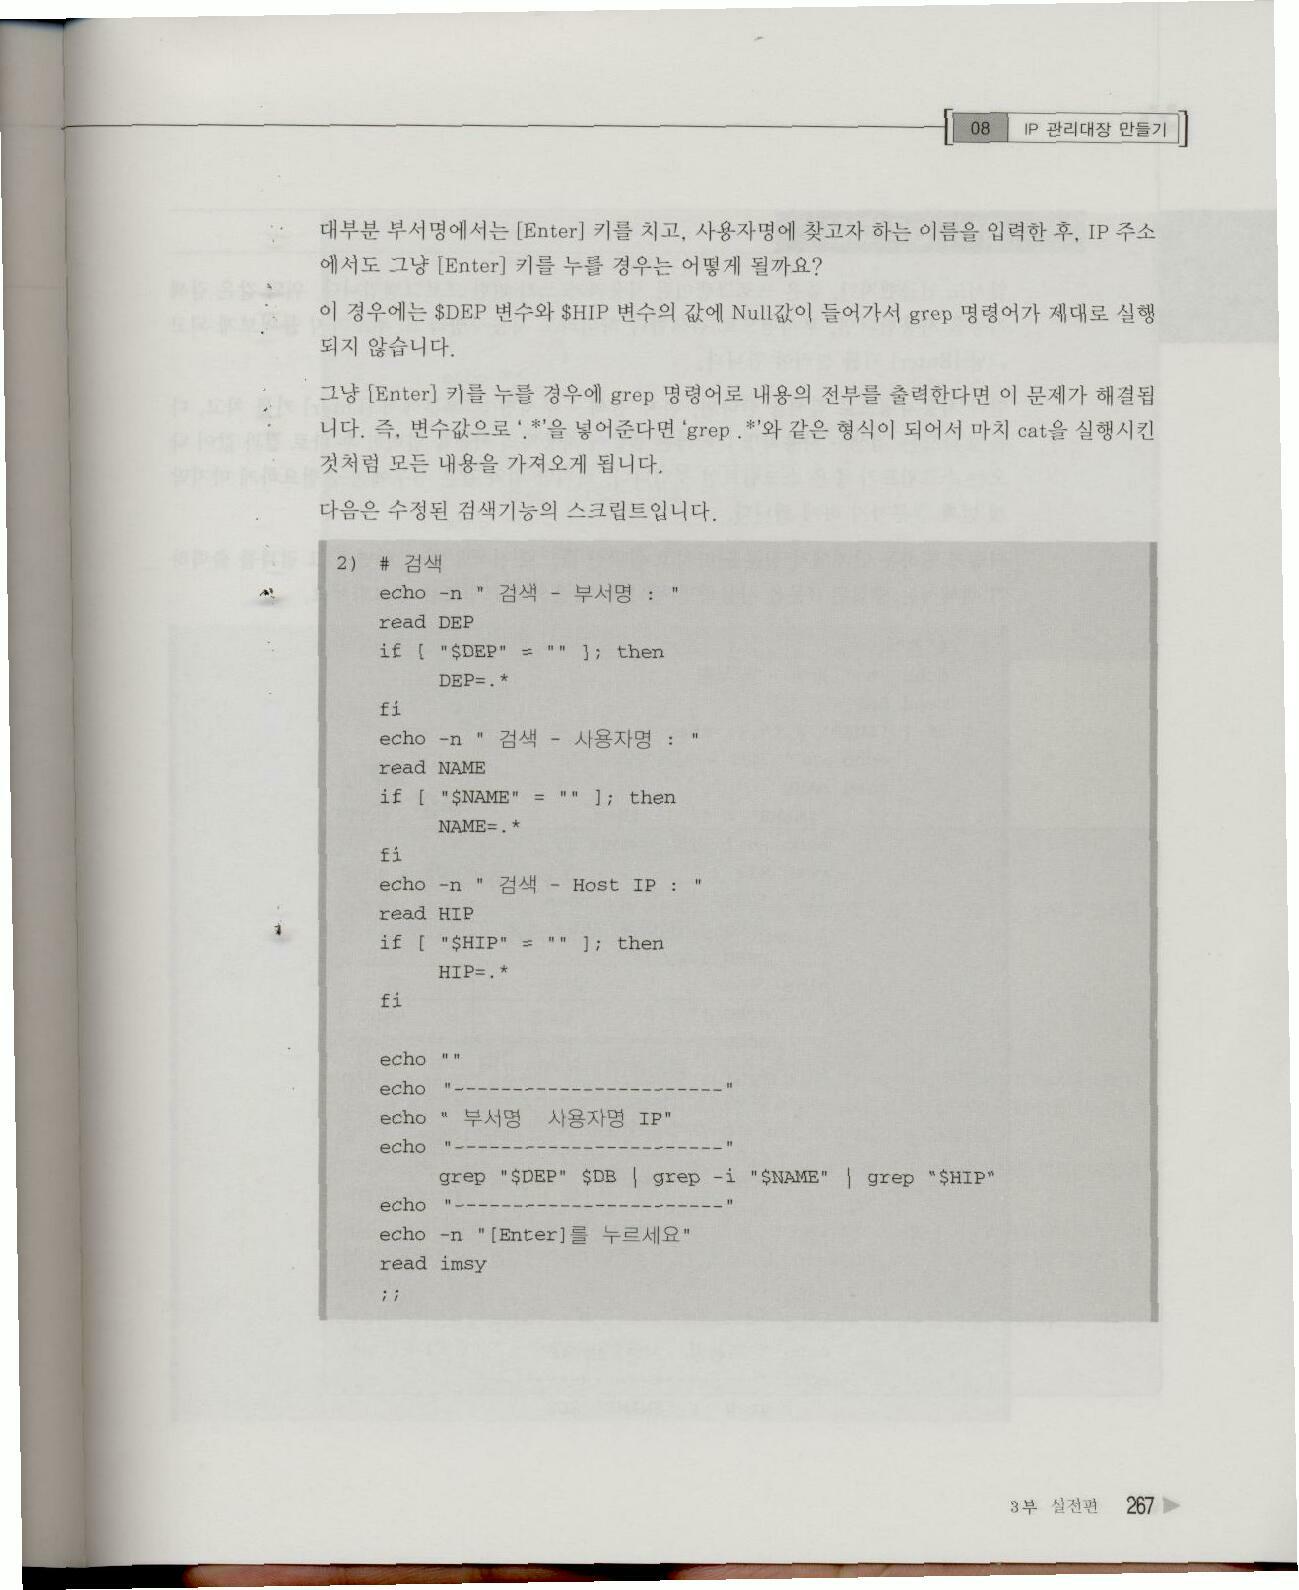 08 IP 관리대장 만들기
대부분 부서명에서는 [Enter] 키를 치고, 사용자명에 찾고자 하는 이름을 입력한 후, IP 주소
에서도 그냥 [Enter] 키를 누를 경우는 어떻게 될까요?
이 경우에는 $DEP 변수와 $HIP 변수의 값에 Null값이 들어가서 grep 명령어가 제대로 실행
되지 않습니다.
그냥 [Enter] 키를 누를 경우에 grep 명령어로 내용의 전부를 출력한다면 이 문제가 해결됩
니다. 즉, 변수값으로 '.*'을 넣어준다면 'grep .*'와 같은 형식이 되어서 마치 cat을 실행시킨
것처럼 모든 내용을 가져오게 됩니다.
다음은 수정된 검색기능의 스크립트입니다.
2) # 검색
echo -n " 검색 - 부서명 : "
read DEP
if [ "$DEP" = "" ]; then
DEP=.*
fi
echo -n " 검색 - 사용자명 : "
read NAME
if [ "$NAME" = "" ]; then
NAME=.*
fi
echo -n " 검색 - Host IP : "
read HIP
if [ "$HIP" = "" ]; then
HIP=.*
fi
echo ""
echo "-----------------------"
echo " 부서명 사용자명 IP"
echo "-----------------------"
grep "$DEP" $DB | grep -i "$NAME" | grep "$HIP"
echo "-----------------------"
echo -n "[Enter]를 누르세요"
read imsy
;;
3부 실전편 267